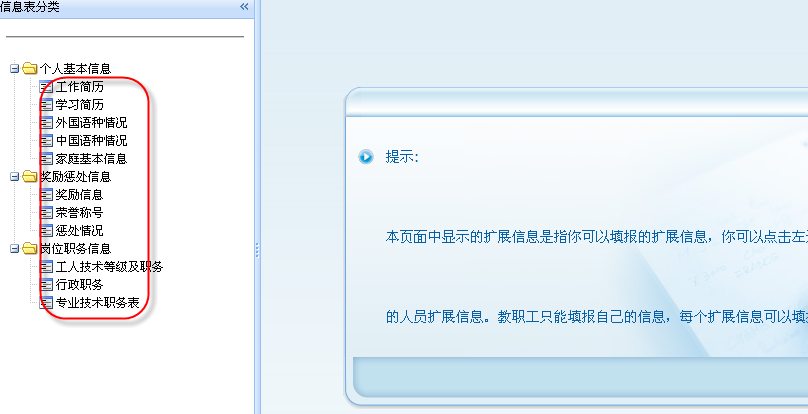 信息表分类
个人基本信息
工作简历
学习简历
外国语种情况
中国语种情况
家庭基本信息
奖励惩处信息
奖励信息
荣誉称号
惩处情况
岗位职务信息
工人技术等级及职务
行政职务
专业技术职务表
提示:
本页面中显示的扩展信息是指你可以填报的扩展信息，你可以点击左
的人员扩展信息。教职工只能填报自己的信息，每个扩展信息可以填